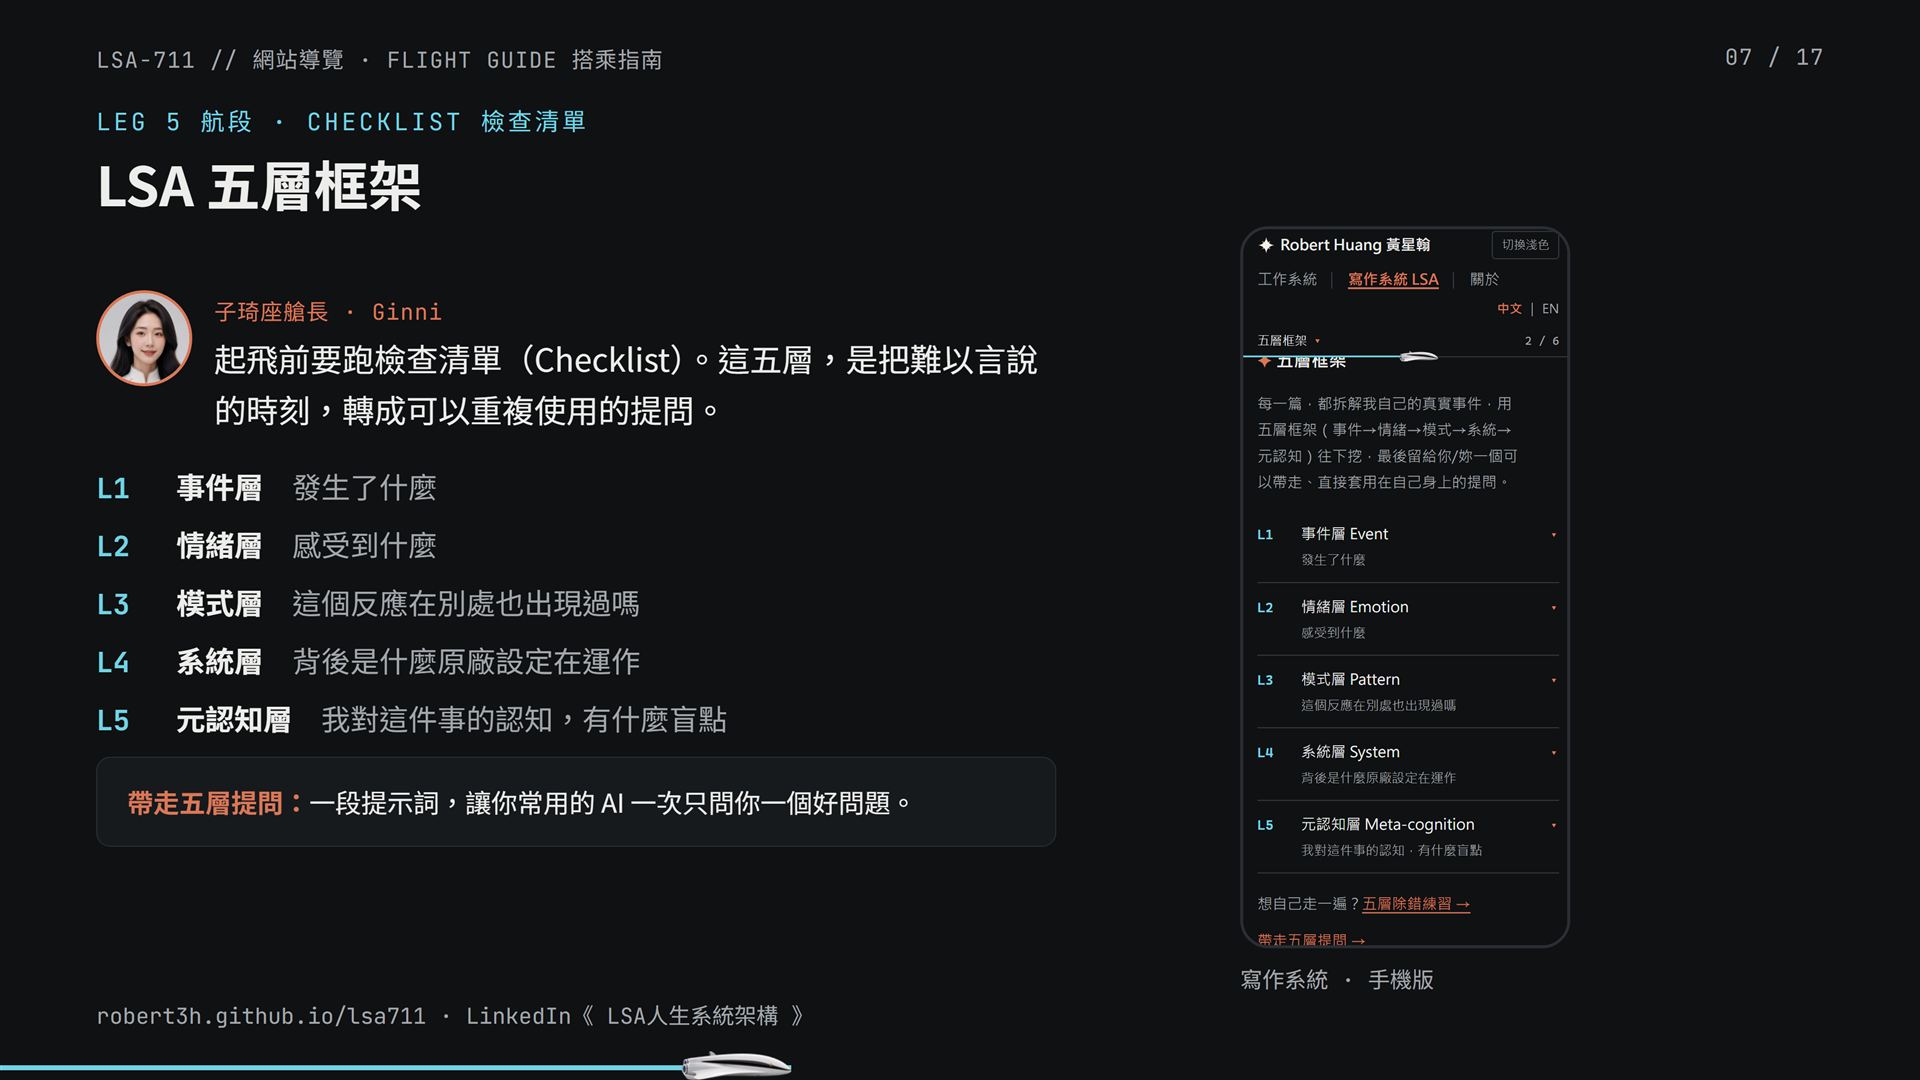 LSA-711 // 網站導覽 · FLIGHT GUIDE 搭乘指南
07 / 17
LEG 5 航段 · CHECKLIST 檢查清單
LSA 五層框架
子琦座艙長 · Ginni
起飛前要跑檢查清單（Checklist）。這五層，是把難以言說
的時刻，轉成可以重複使用的提問。
L1 事件層 發生了什麼
L2 情緒層 感受到什麼
L3 模式層 這個反應在別處也出現過嗎
L4 系統層 背後是什麼原廠設定在運作
L5 元認知層 我對這件事的認知，有什麼盲點
帶走五層提問：一段提示詞，讓你常用的 AI 一次只問你一個好問題。
Robert Huang 黃星翰
切換淺色
工作系統 | 寫作系統 LSA | 關於
中文 | EN
五層框架 ▾
2 / 6
五層框架
每一篇，都拆解我自己的真實事件，用
五層框架（事件→情緒→模式→系統→
元認知）往下挖，最後留給你/妳一個可
以帶走、直接套用在自己身上的提問。
L1 事件層 Event
發生了什麼
L2 情緒層 Emotion
感受到什麼
L3 模式層 Pattern
這個反應在別處也出現過嗎
L4 系統層 System
背後是什麼原廠設定在運作
L5 元認知層 Meta-cognition
我對這件事的認知，有什麼盲點
想自己走一遍？五層除錯練習 →
帶走五層提問 →
寫作系統 · 手機版
robert3h.github.io/lsa711 · LinkedIn《 LSA人生系統架構 》